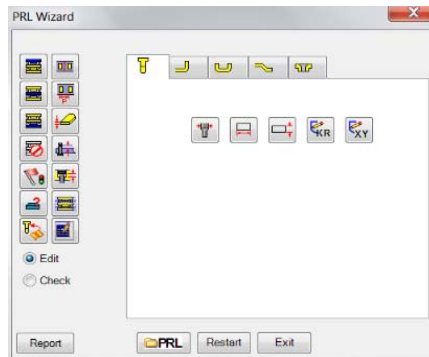 PRL Wizard
KR
XY
Edit
Check
Report
PRL
Restart
Exit